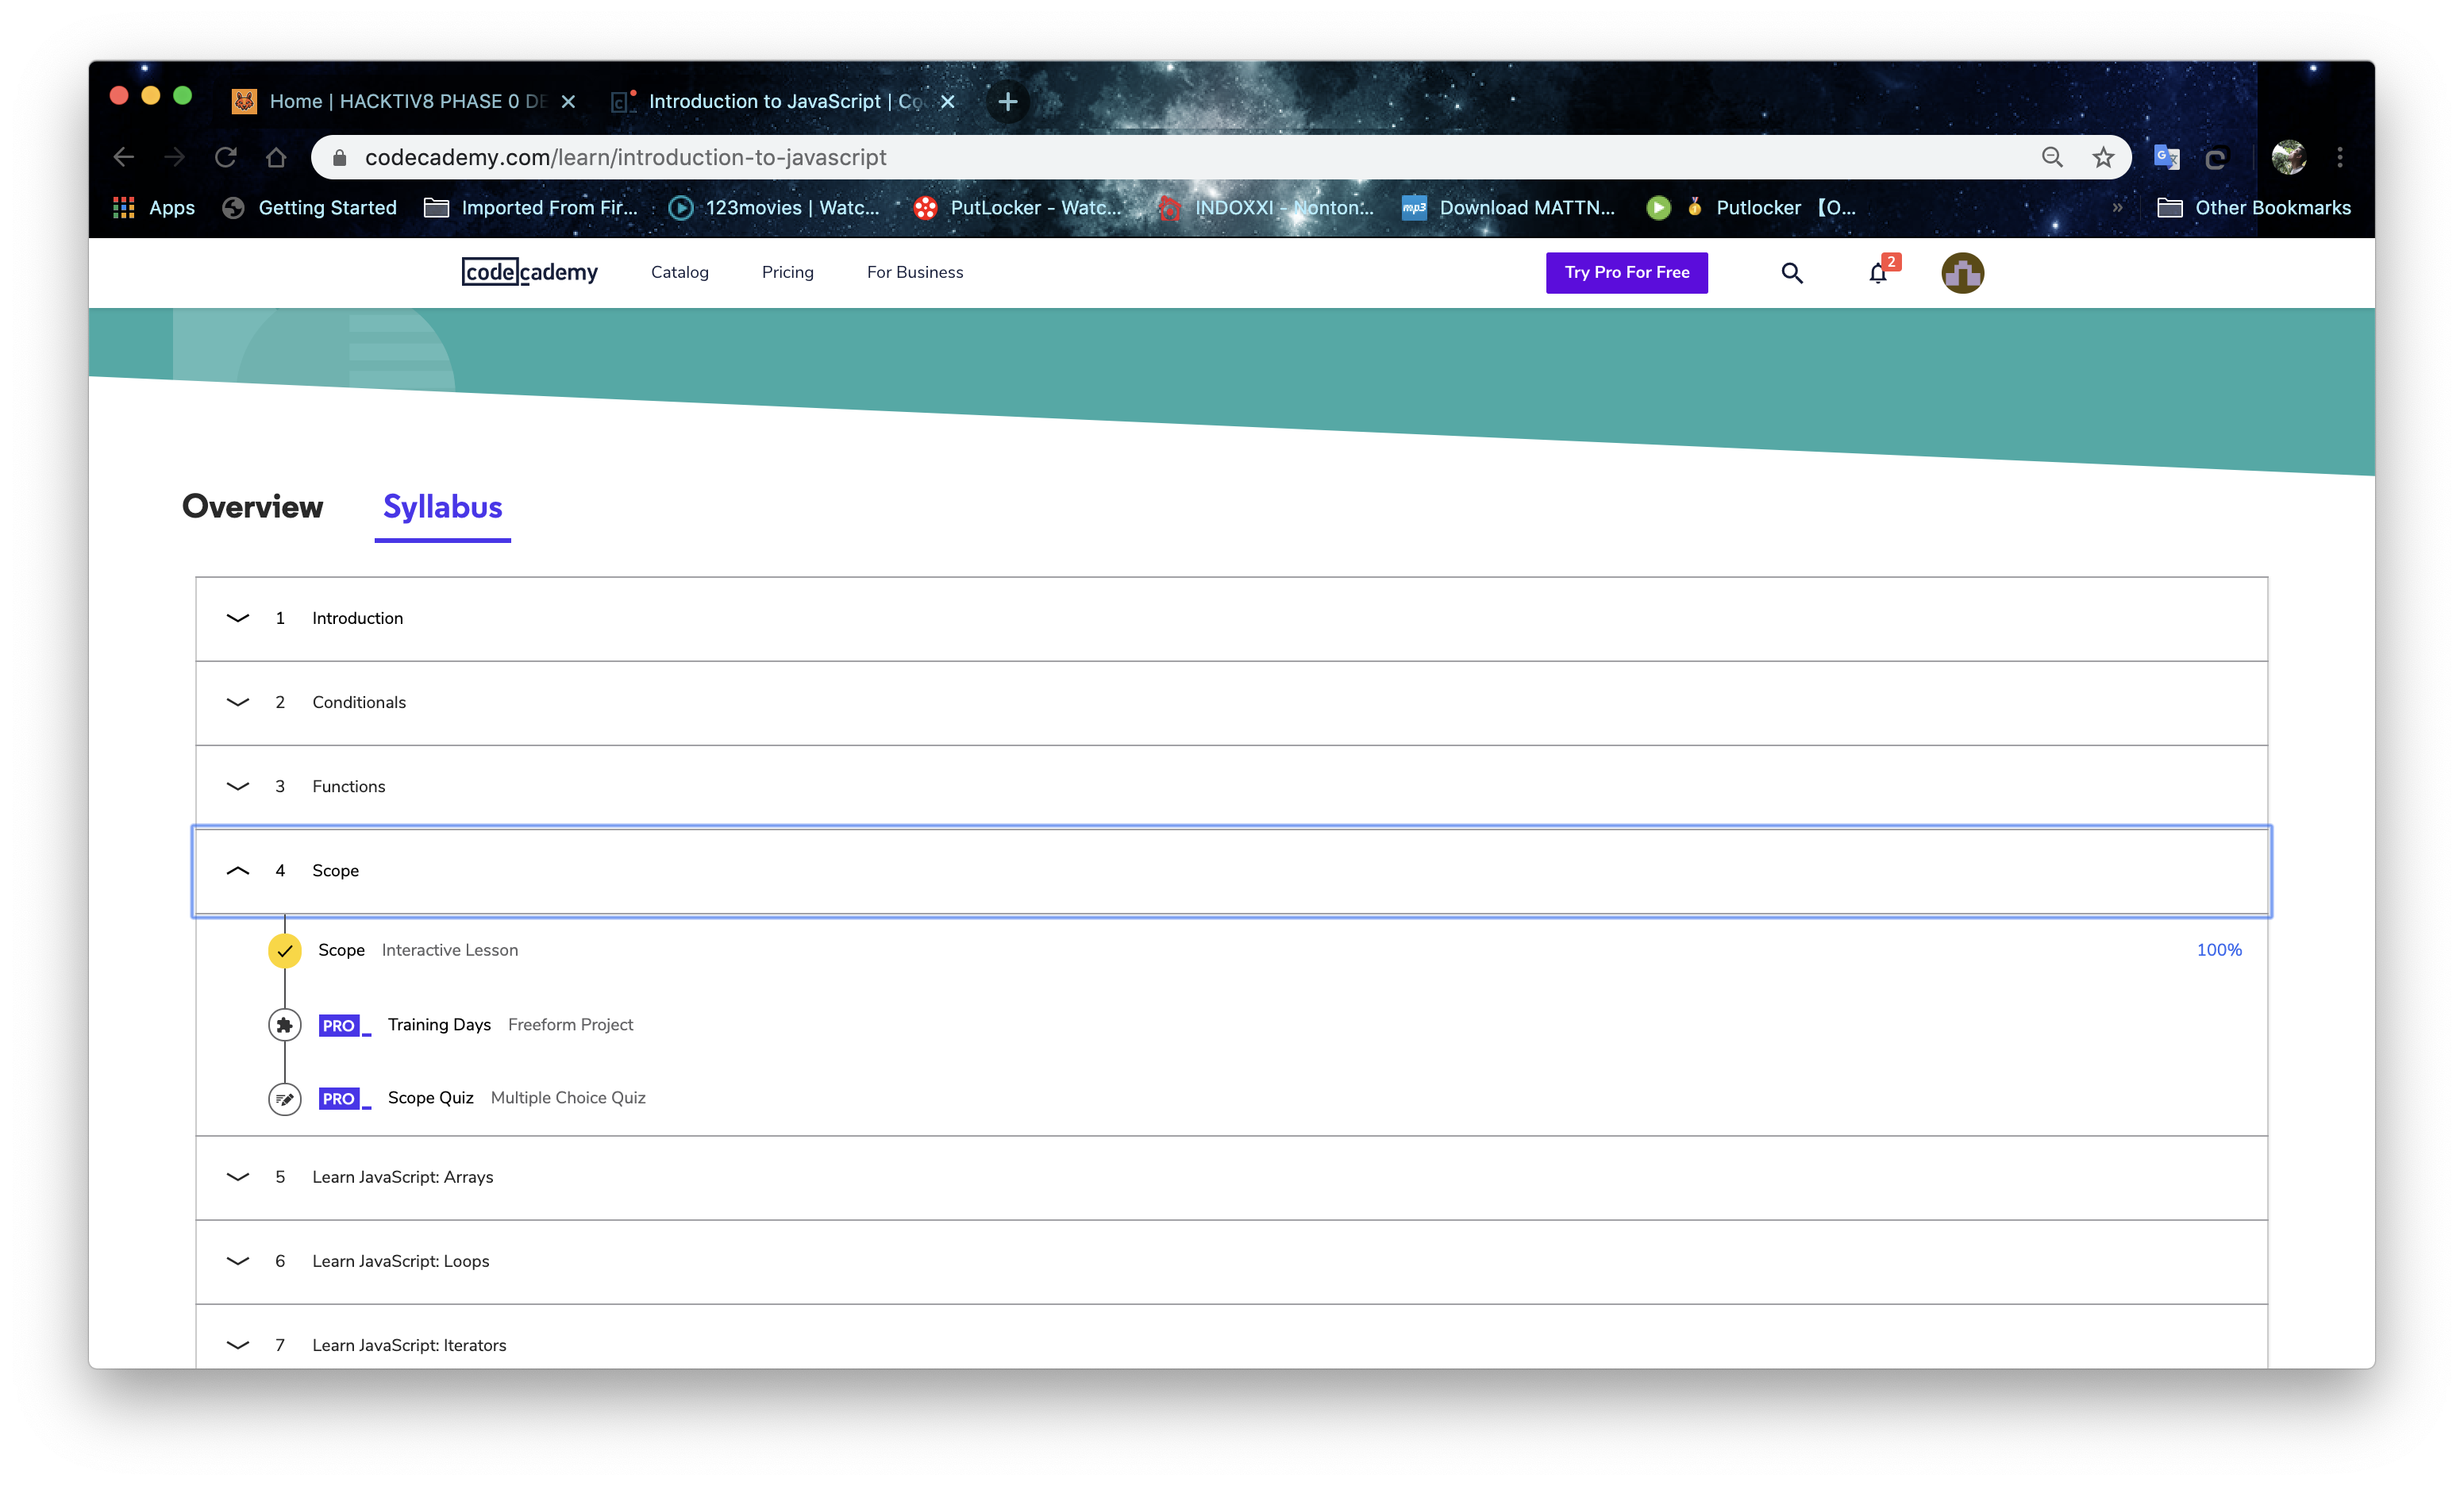 Home | HACKTIV8 PHASE 0 DE
Introduction to JavaScript | Co
codecademy.com/learn/introduction-to-javascript
Apps Getting Started Imported From Fir... 123movies | Watc... PutLocker - Watc... INDOXXI - Nonton... mp3 Download MATTN... Putlocker 【O... » Other Bookmarks
codecademy Catalog Pricing For Business Try Pro For Free 2
Overview Syllabus
1 Introduction
2 Conditionals
3 Functions
4 Scope
Scope Interactive Lesson 100%
PRO Training Days Freeform Project
PRO Scope Quiz Multiple Choice Quiz
5 Learn JavaScript: Arrays
6 Learn JavaScript: Loops
7 Learn JavaScript: Iterators